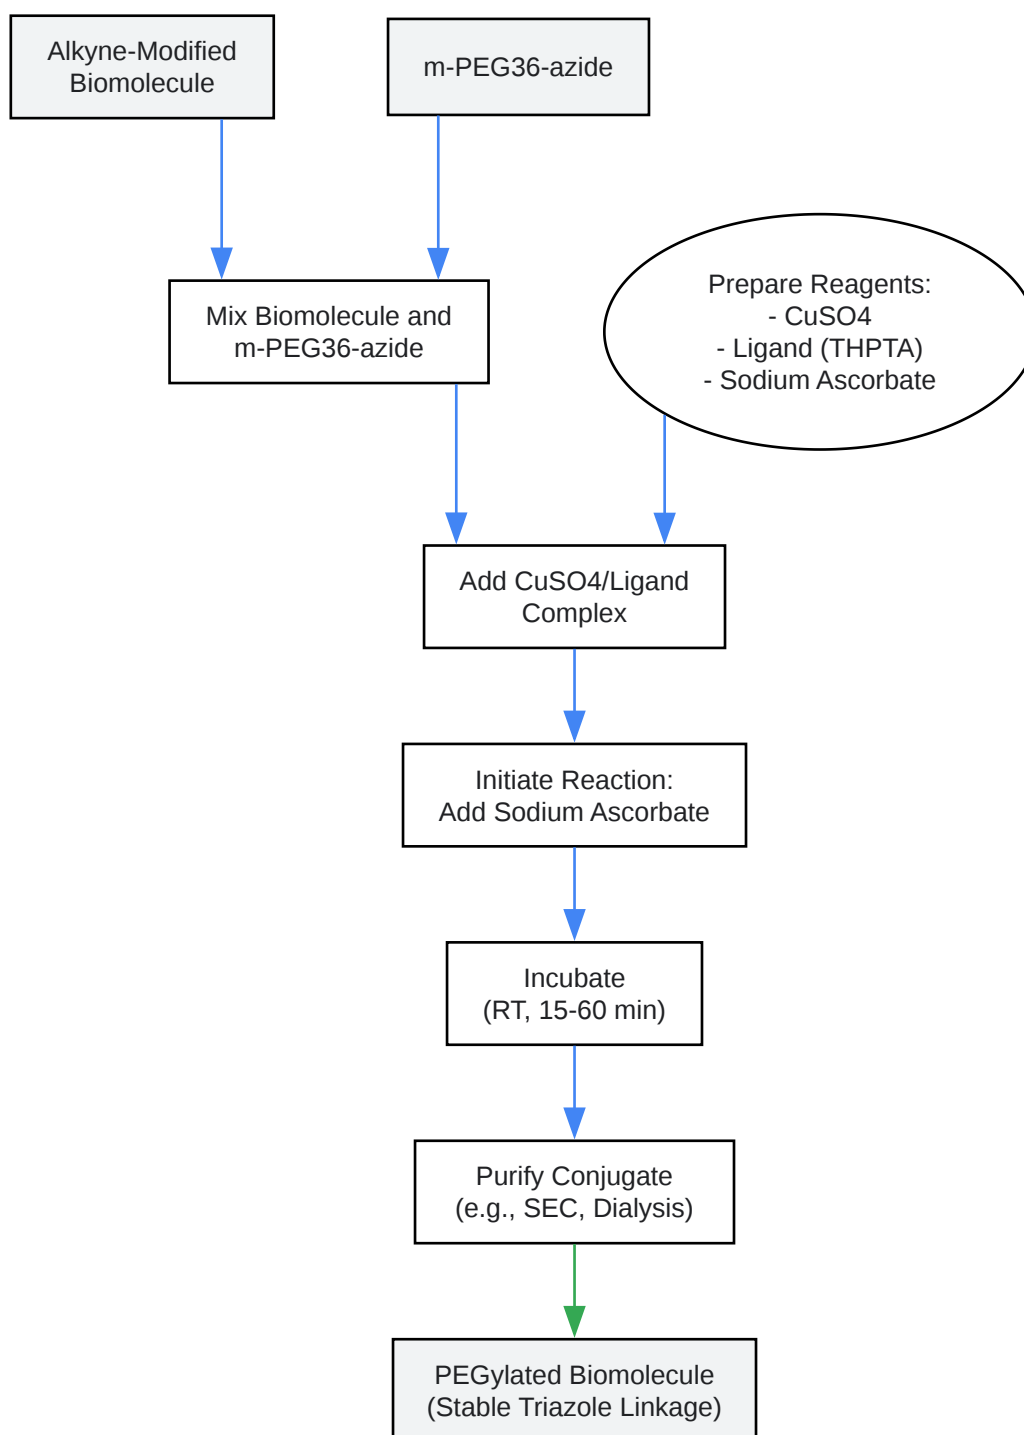 Alkyne-Modified
Biomolecule
m-PEG36-azide
Mix Biomolecule and
m-PEG36-azide
Prepare Reagents:
- CuSO4
- Ligand (THPTA)
- Sodium Ascorbate
Add CuSO4/Ligand
Complex
Initiate Reaction:
Add Sodium Ascorbate
Incubate
(RT, 15-60 min)
Purify Conjugate
(e.g., SEC, Dialysis)
PEGylated Biomolecule
(Stable Triazole Linkage)